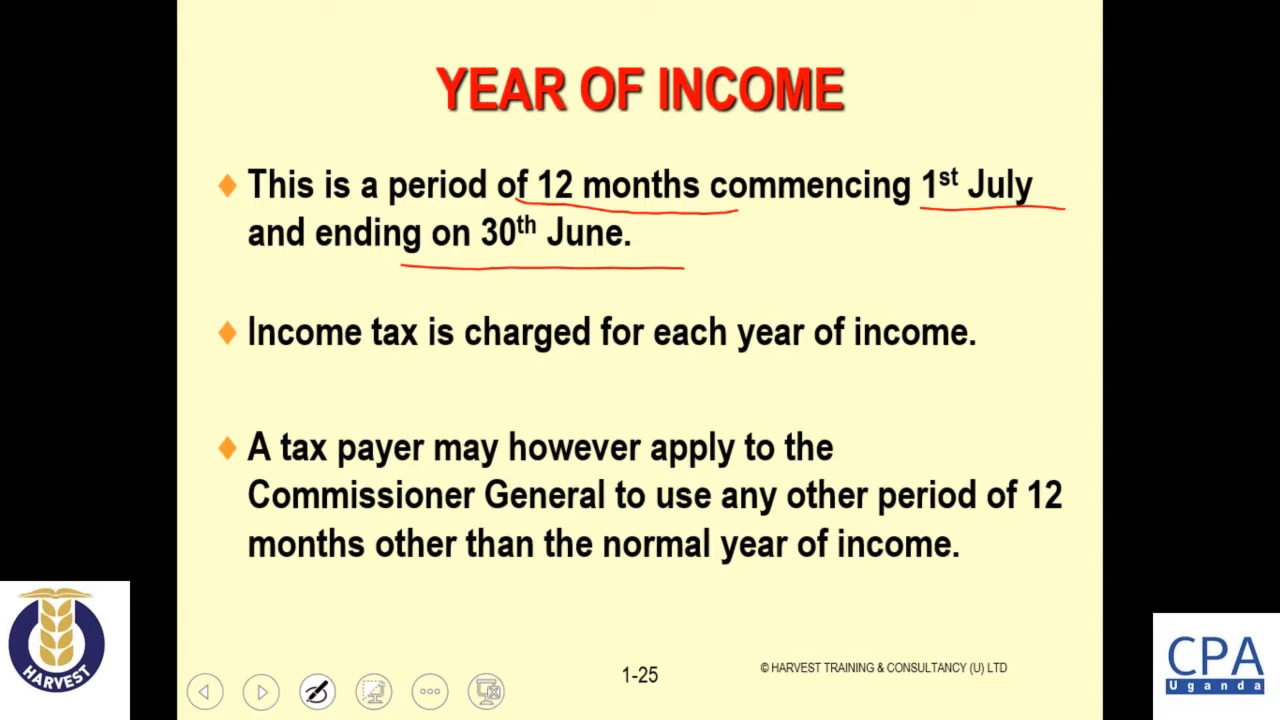 YEAR OF INCOME
This is a period of 12 months commencing 1st July
and ending on 30th June.
Income tax is charged for each year of income.
A tax payer may however apply to the
Commissioner General to use any other period of 12
months other than the normal year of income.
HARVEST
1-25
© HARVEST TRAINING & CONSULTANCY (U) LTD
CPA
Uganda